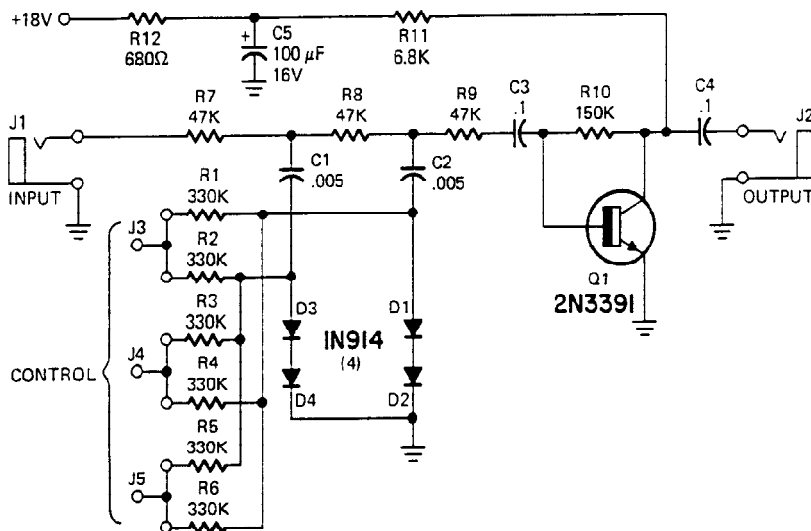 +18V
R12
680Ω
C5
+
100 µF
16V
R11
6.8K
J1
INPUT
R7
47K
R8
47K
R9
47K
C3
.1
R10
150K
C4
.1
J2
OUTPUT
C1
.005
C2
.005
R1
330K
J3
R2
330K
R3
330K
CONTROL
J4
R4
330K
R5
330K
J5
R6
330K
D3
D4
1N914
(4)
D1
D2
Q1
2N3391